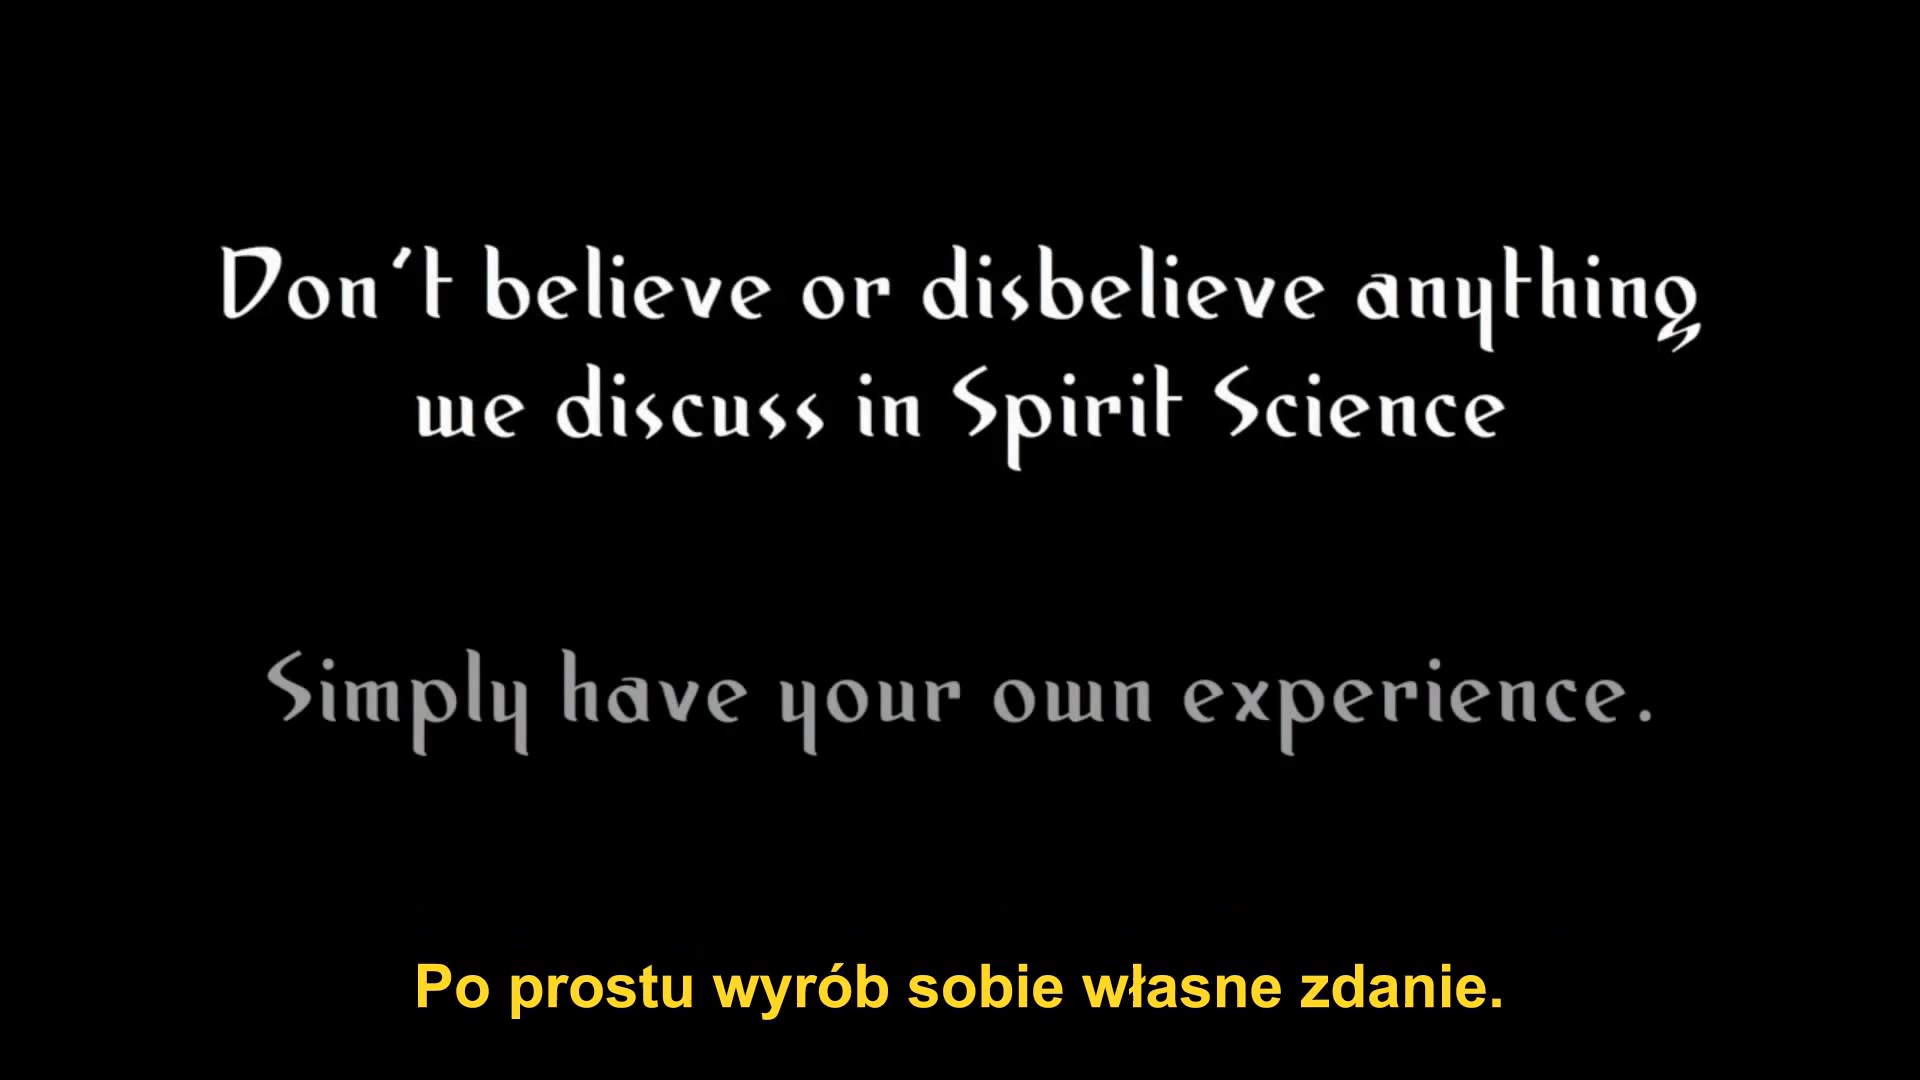 Don't believe or disbelieve anything
we discuss in Spirit Science
Simply have your own experience.
Po prostu wyrób sobie własne zdanie.